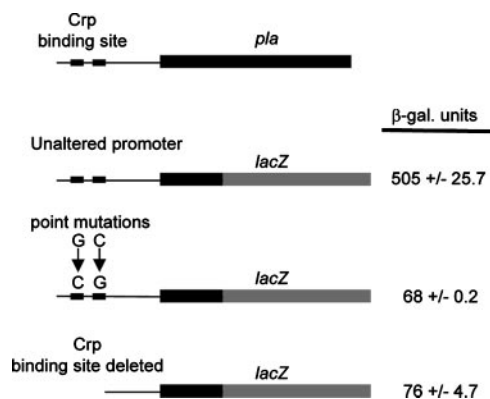 Crp
binding site
pla
β-gal. units
Unaltered promoter
lacZ
505 +/- 25.7
point mutations
G C
C G
lacZ
68 +/- 0.2
Crp
binding site deleted
lacZ
76 +/- 4.7